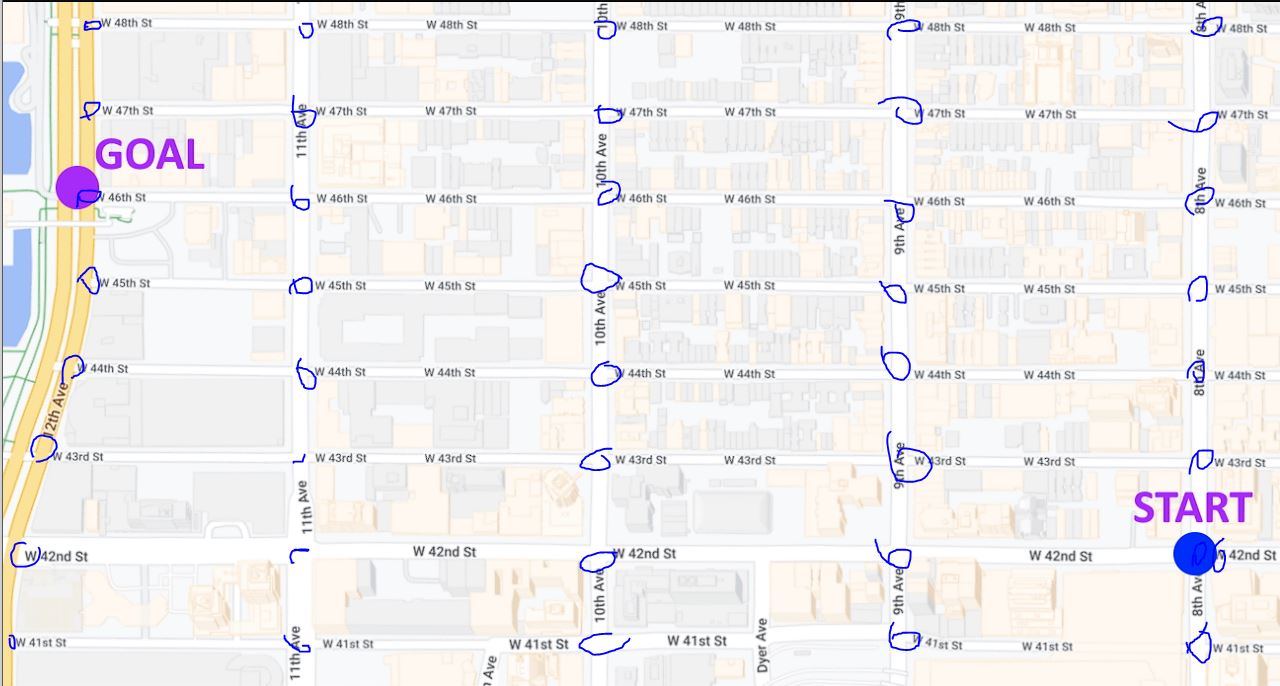 W 48th St W 48th St W 48th St W 48th St W 48th St W 48th St W 48th St W 48th St
W 47th St W 47th St W 47th St W 47th St W 47th St W 47th St W 47th St W 47th St
11th Ave
10th Ave
GOAL
8th Ave
W 46th St W 46th St W 46th St W 46th St W 46th St W 46th St W 46th St W 46th St
9th Ave
W 45th St W 45th St W 45th St W 45th St W 45th St W 45th St W 45th St W 45th St
10th Ave
W 44th St W 44th St W 44th St W 44th St W 44th St W 44th St W 44th St W 44th St
8th Ave
12th Ave
W 43rd St W 43rd St W 43rd St W 43rd St W 43rd St W 43rd St W 43rd St
9th Ave
11th Ave
START
W 42nd St W 42nd St W 42nd St W 42nd St W 42nd St
10th Ave
9th Ave
8th Ave
W 41st St W 41st St W 41st St W 41st St W 41st St W 41st St W 41st St
11th Ave
Dyer Ave
Ave